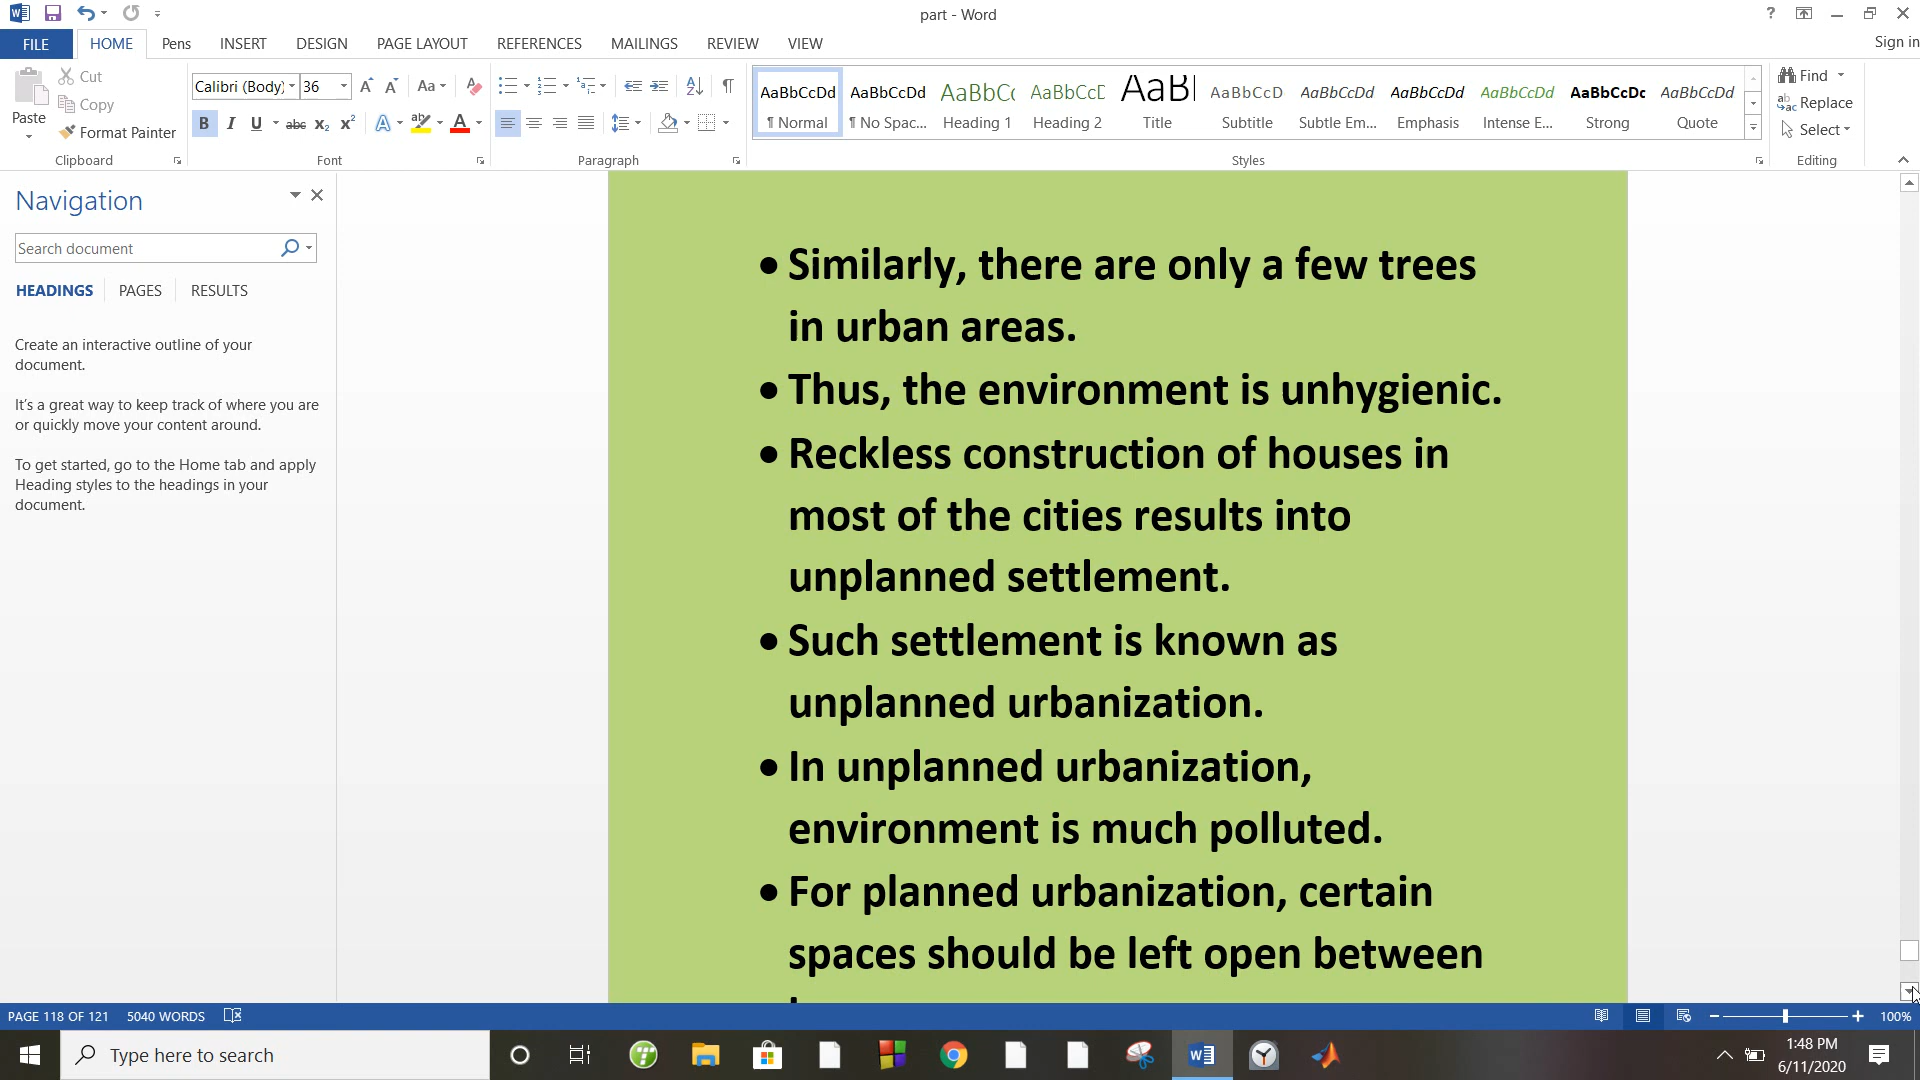 part - Word
?
FILE
HOME
Pens
INSERT
DESIGN
PAGE LAYOUT
REFERENCES
MAILINGS
REVIEW
VIEW
Sign in
Paste
Cut
Copy
Format Painter
Clipboard
Calibri (Body)
36
Aa
B I U abc x₂ x² A ab A
Font
Paragraph
AaBbCcDd AaBbCcDd AaBbCc AaBbCcD AaBl AaBbCcD AaBbCcDd AaBbCcDd AaBbCcDd AaBbCcDc AaBbCcDd
¶ Normal ¶ No Spac... Heading 1 Heading 2 Title Subtitle Subtle Em... Emphasis Intense E... Strong Quote
Styles
Find
Replace
Select
Editing
Navigation
Search document
HEADINGS PAGES RESULTS
Create an interactive outline of your
document.
It's a great way to keep track of where you are
or quickly move your content around.
To get started, go to the Home tab and apply
Heading styles to the headings in your
document.
• Similarly, there are only a few trees
in urban areas.
• Thus, the environment is unhygienic.
• Reckless construction of houses in
most of the cities results into
unplanned settlement.
• Such settlement is known as
unplanned urbanization.
• In unplanned urbanization,
environment is much polluted.
• For planned urbanization, certain
spaces should be left open between
PAGE 118 OF 121 5040 WORDS
100%
Type here to search
1:48 PM
6/11/2020